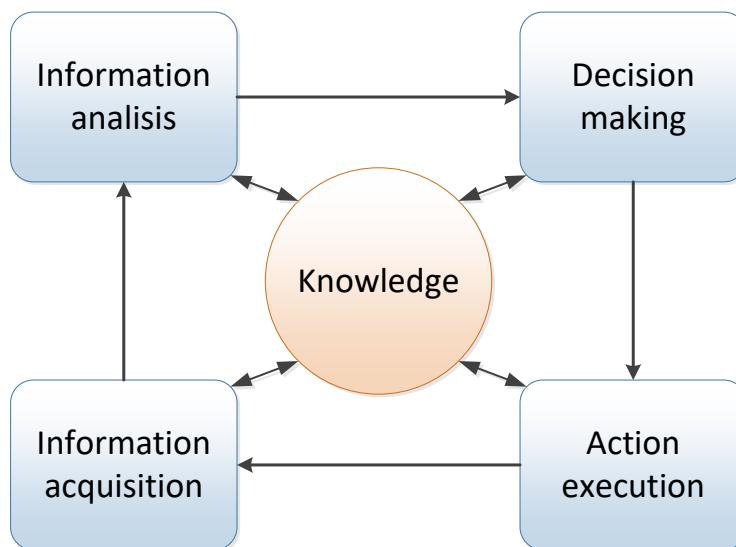 Information
analisis
Decision
making
Knowledge
Information
acquisition
Action
execution